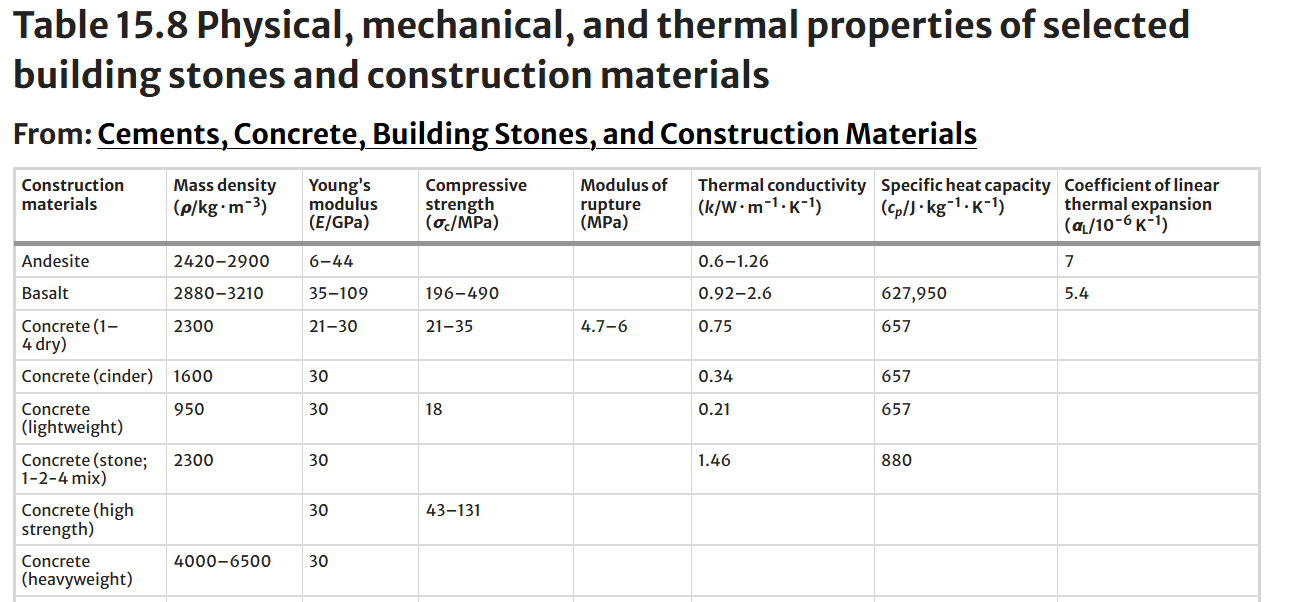 Table 15.8 Physical, mechanical, and thermal properties of selected
building stones and construction materials
From: Cements, Concrete, Building Stones, and Construction Materials
Construction materials | Mass density (ρ/kg·m⁻³) | Young’s modulus (E/GPa) | Compressive strength (σc/MPa) | Modulus of rupture (MPa) | Thermal conductivity (k/W·m⁻¹·K⁻¹) | Specific heat capacity (cp/J·kg⁻¹·K⁻¹) | Coefficient of linear thermal expansion (αL/10⁻⁶ K⁻¹)
Andesite | 2420–2900 | 6–44 | | | 0.6–1.26 | | 7
Basalt | 2880–3210 | 35–109 | 196–490 | | 0.92–2.6 | 627,950 | 5.4
Concrete (1–4 dry) | 2300 | 21–30 | 21–35 | 4.7–6 | 0.75 | 657 |
Concrete (cinder) | 1600 | 30 | | | 0.34 | 657 |
Concrete (lightweight) | 950 | 30 | 18 | | 0.21 | 657 |
Concrete (stone; 1-2-4 mix) | 2300 | 30 | | | 1.46 | 880 |
Concrete (high strength) | | 30 | 43–131 | | | |
Concrete (heavyweight) | 4000–6500 | 30 | | | | |